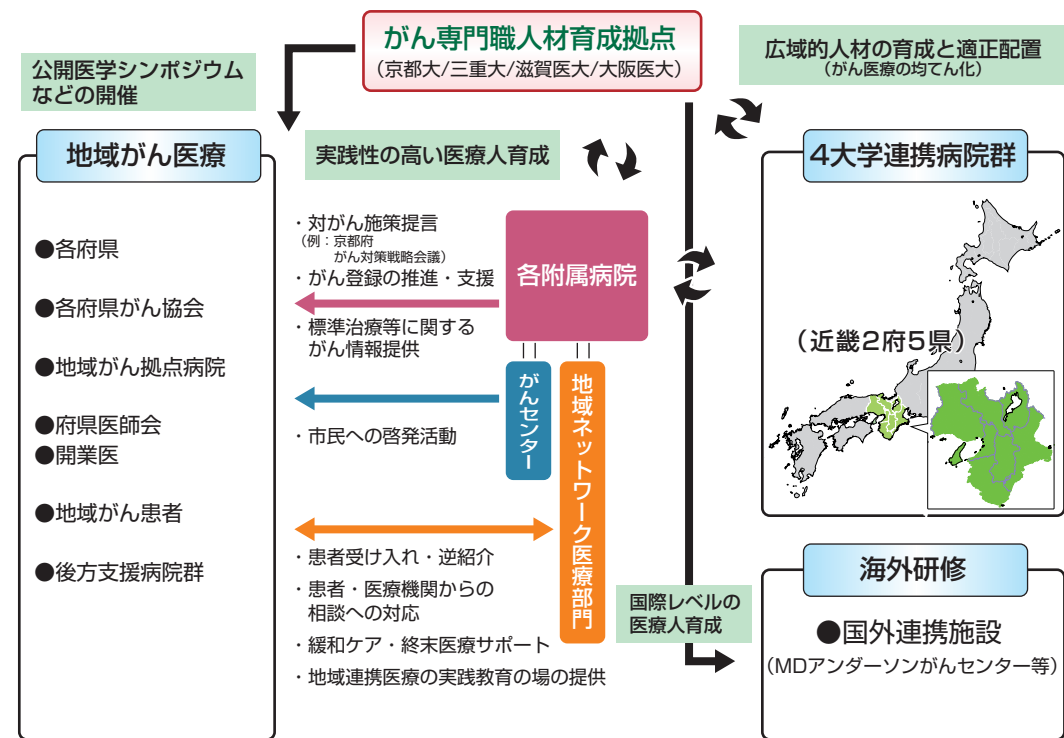 がん専門職人材育成拠点
（京都大/三重大/滋賀医大/大阪医大）
公開医学シンポジウム
などの開催
広域的人材の育成と適正配置
（がん医療の均てん化）
地域がん医療
●各府県
●各府県がん協会
●地域がん拠点病院
●府県医師会
●開業医
●地域がん患者
●後方支援病院群
実践性の高い医療人育成
・対がん施策提言
（例：京都府
がん対策戦略会議）
・がん登録の推進・支援
・標準治療等に関する
がん情報提供
・市民への啓発活動
・患者受け入れ・逆紹介
・患者・医療機関からの
相談への対応
・緩和ケア・終末医療サポート
・地域連携医療の実践教育の場の提供
各附属病院
がんセンター
地域ネットワーク医療部門
4大学連携病院群
（近畿2府5県）
国際レベルの
医療人育成
海外研修
●国外連携施設
（MDアンダーソンがんセンター等）